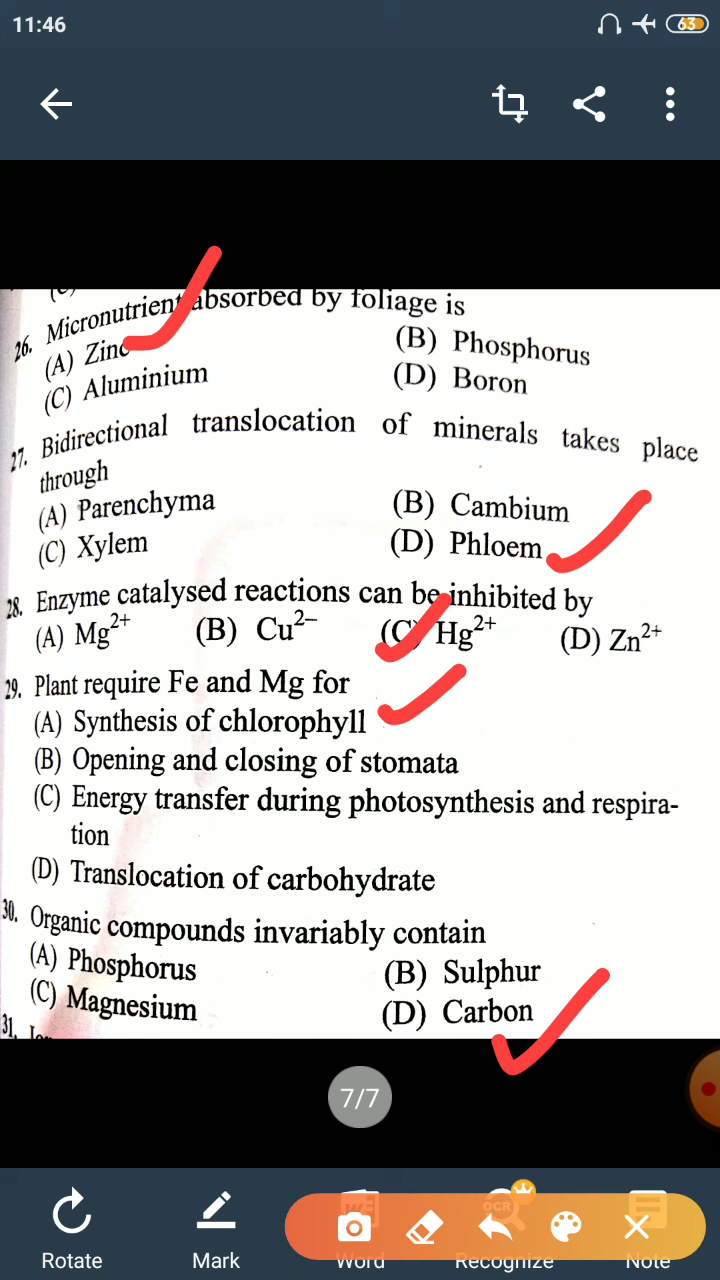 11:46
63
26. Micronutrient absorbed by foliage is
(A) Zinc (B) Phosphorus
(C) Aluminium (D) Boron
27. Bidirectional translocation of minerals takes place
through
(A) Parenchyma (B) Cambium
(C) Xylem (D) Phloem
28. Enzyme catalysed reactions can be inhibited by
(A) Mg²⁺ (B) Cu²⁻ (C) Hg²⁺ (D) Zn²⁺
29. Plant require Fe and Mg for
(A) Synthesis of chlorophyll
(B) Opening and closing of stomata
(C) Energy transfer during photosynthesis and respira-
tion
(D) Translocation of carbohydrate
30. Organic compounds invariably contain
(A) Phosphorus (B) Sulphur
(C) Magnesium (D) Carbon
31.
7/7
OCR
Rotate Mark Word Recognize Note